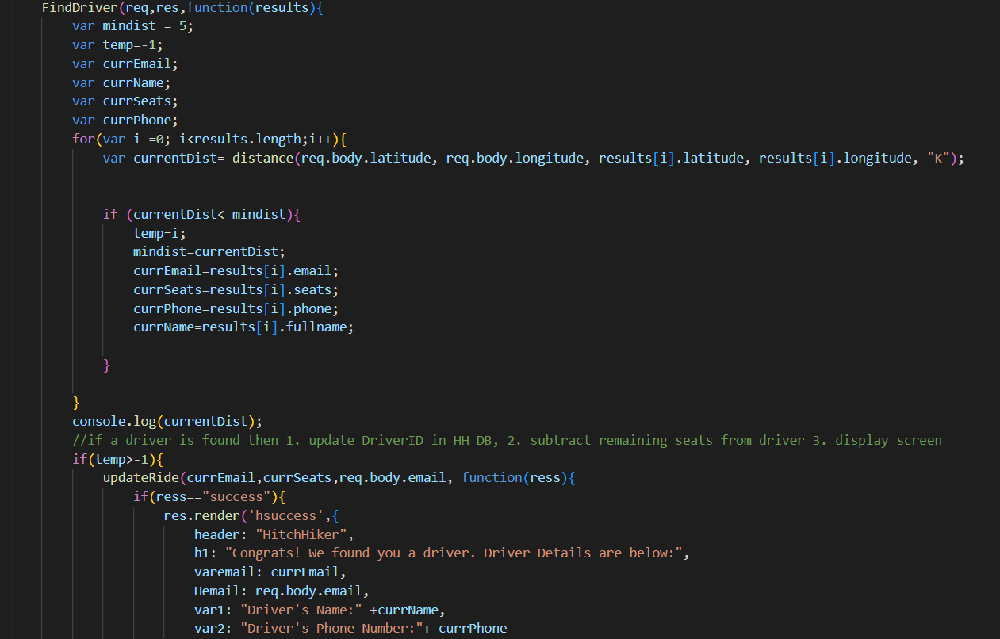 FindDriver(req,res,function(results){
var mindist = 5;
var temp=-1;
var currEmail;
var currName;
var currSeats;
var currPhone;
for(var i =0; i<results.length;i++){
var currentDist= distance(req.body.latitude, req.body.longitude, results[i].latitude, results[i].longitude, "K");
if (currentDist< mindist){
temp=i;
mindist=currentDist;
currEmail=results[i].email;
currSeats=results[i].seats;
currPhone=results[i].phone;
currName=results[i].fullname;
}
}
console.log(currentDist);
//if a driver is found then 1. update DriverID in HH DB, 2. subtract remaining seats from driver 3. display screen
if(temp>-1){
updateRide(currEmail,currSeats,req.body.email, function(ress){
if(ress=="success"){
res.render('hsuccess',{
header: "HitchHiker",
h1: "Congrats! We found you a driver. Driver Details are below:",
varemail: currEmail,
Hemail: req.body.email,
var1: "Driver's Name:" +currName,
var2: "Driver's Phone Number:"+ currPhone